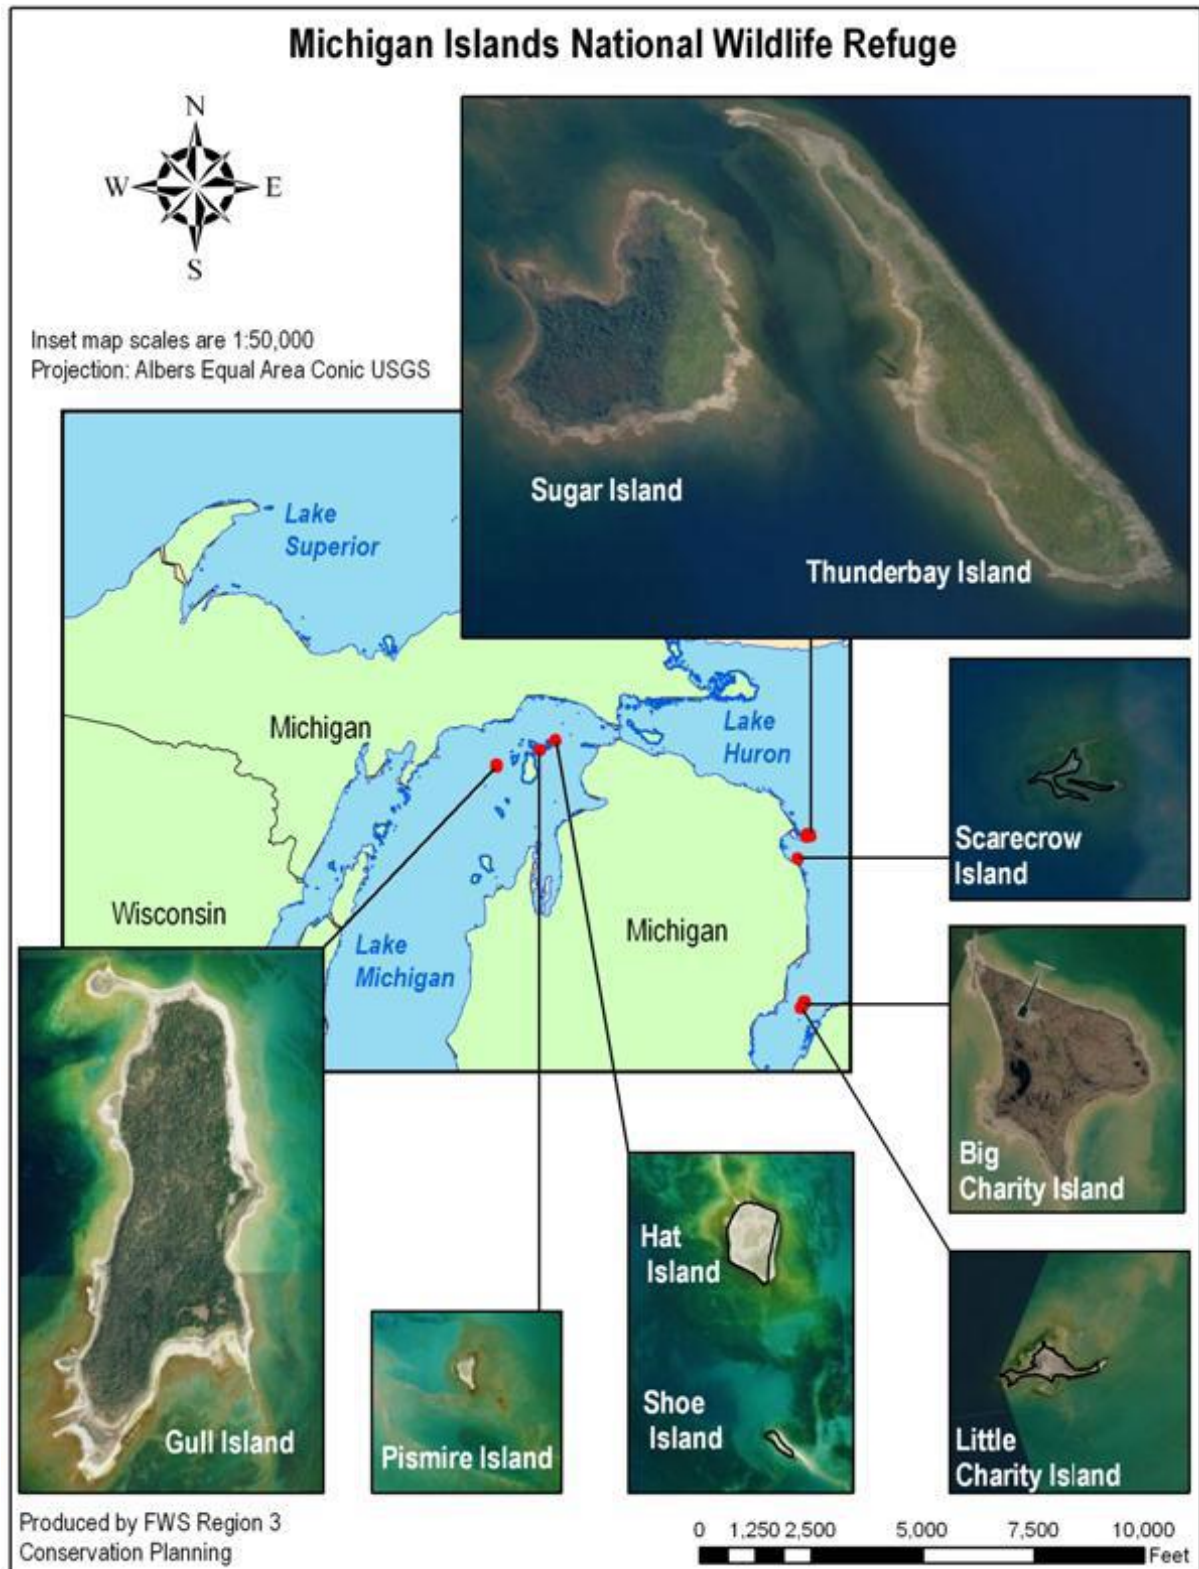 Michigan Islands National Wildlife Refuge
N
W
E
S
Inset map scales are 1:50,000
Projection: Albers Equal Area Conic USGS
Sugar Island
Thunderbay Island
Lake
Superior
Michigan
Lake
Huron
Scarecrow
Island
Wisconsin
Lake
Michigan
Michigan
Big
Charity Island
Hat
Island
Shoe
Island
Gull Island
Pismire Island
Little
Charity Island
Produced by FWS Region 3
Conservation Planning
0 1,250 2,500 5,000 7,500 10,000
Feet